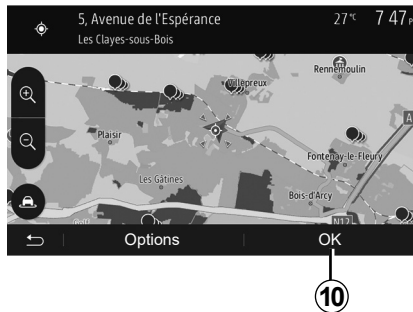 5, Avenue de l'Espérance
27°C
7 47
Les Clayes-sous-Bois
Rennemoulin
Villepreux
A
Plaisir
Fontenay-le-Fleury
Les Gâtines
Bois-d'Arcy
N12
Options
OK
10